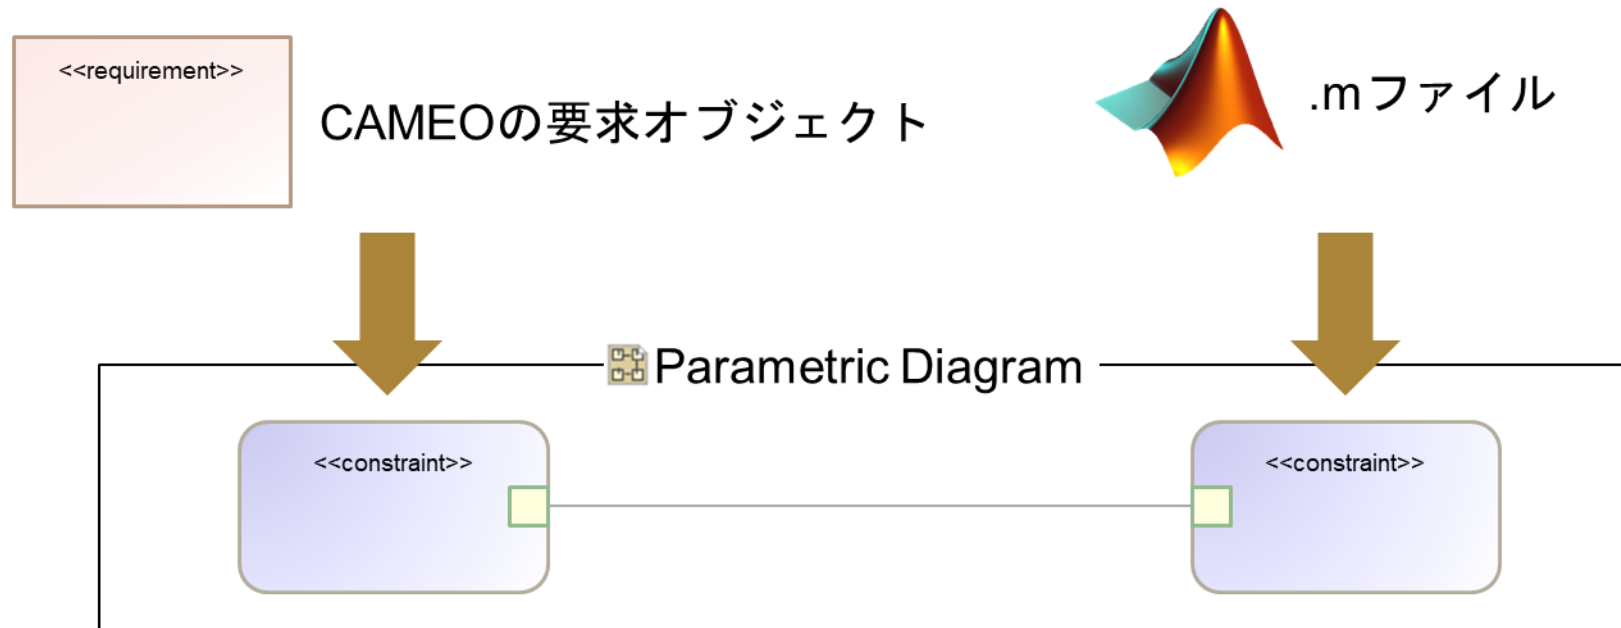 <<requirement>>
CAMEOの要求オブジェクト
.mファイル
Parametric Diagram
<<constraint>>
<<constraint>>